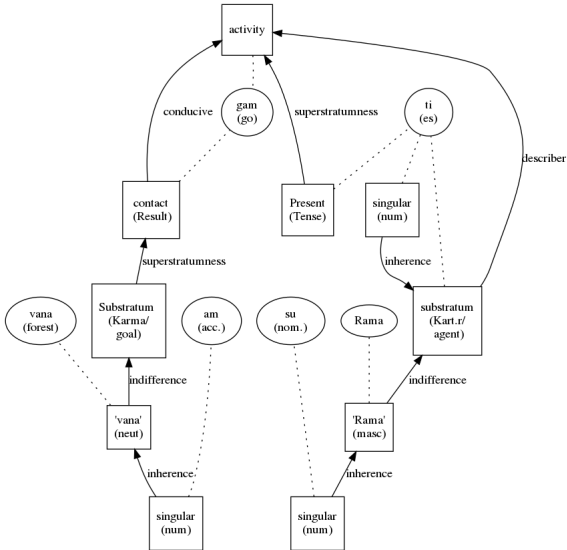 activity
gam
(go)
ti
(es)
conducive
superstratumness
describer
contact
(Result)
Present
(Tense)
singular
(num)
superstratumness
inherence
vana
(forest)
Substratum
(Karma/
goal)
am
(acc.)
su
(nom.)
Rama
substratum
(Kart.r/
agent)
indifference
indifference
'vana'
(neut)
'Rama'
(masc)
inherence
inherence
singular
(num)
singular
(num)